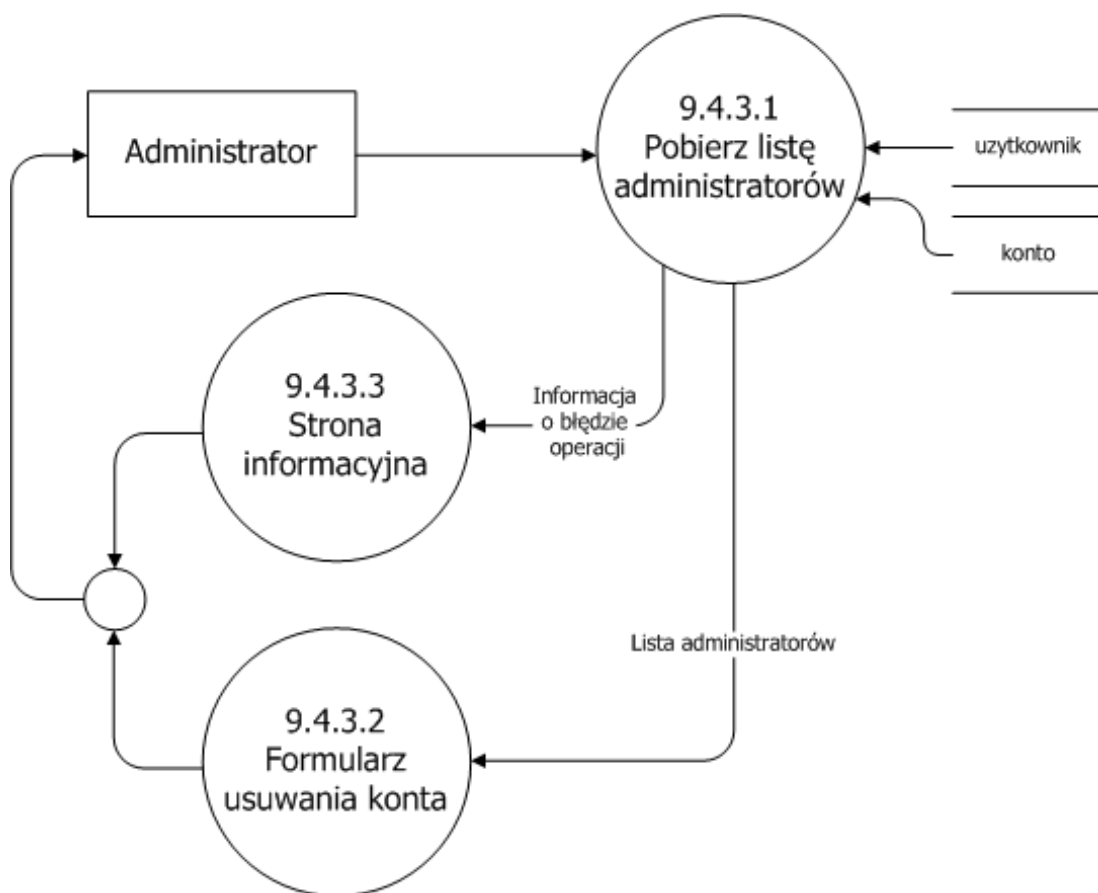 Administrator
9.4.3.1
Pobierz listę
administratorów
uzytkownik
konto
9.4.3.3
Strona
informacyjna
Informacja
o błędzie
operacji
Lista administratorów
9.4.3.2
Formularz
usuwania konta